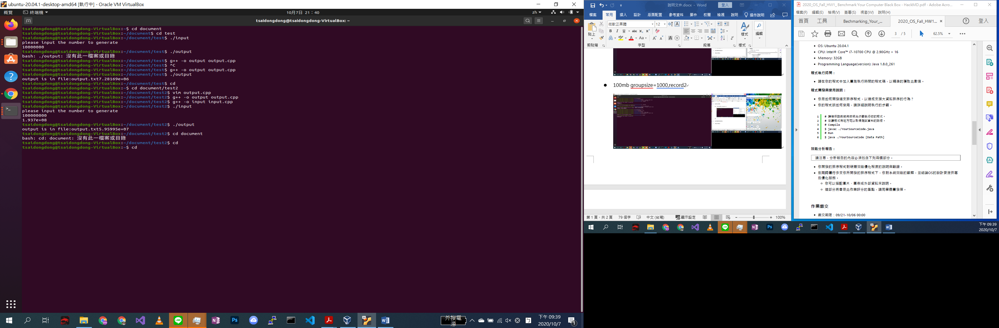 ubuntu-20.04.1-desktop-amd64 [執行中] - Oracle VM VirtualBox
概覽
終端機
10月7日 21：40
zh
tsaidongdong@tsaidongdong-VirtualBox: ~
tsaidongdong@tsaidongdong-VirtualBox:~$ cd document
tsaidongdong@tsaidongdong-VirtualBox:~/document$ cd test
tsaidongdong@tsaidongdong-VirtualBox:~/document/test$ ./input
please input the number to generate
10000000
tsaidongdong@tsaidongdong-VirtualBox:~/document/test$ ./output
bash: ./output: 沒有此一檔案或目錄
tsaidongdong@tsaidongdong-VirtualBox:~/document/test$ g++ -o output output.cpp
tsaidongdong@tsaidongdong-VirtualBox:~/document/test$ ^C
tsaidongdong@tsaidongdong-VirtualBox:~/document/test$ g++ -o output output.cpp
tsaidongdong@tsaidongdong-VirtualBox:~/document/test$ ./output
output is in file:output.txt7.28169e+06
tsaidongdong@tsaidongdong-VirtualBox:~/document/test$ cd
tsaidongdong@tsaidongdong-VirtualBox:~$ cd document/test2
tsaidongdong@tsaidongdong-VirtualBox:~/document/test2$ vim output.cpp
tsaidongdong@tsaidongdong-VirtualBox:~/document/test2$ g++ -o output output.cpp
tsaidongdong@tsaidongdong-VirtualBox:~/document/test2$ g++ -o input input.cpp
tsaidongdong@tsaidongdong-VirtualBox:~/document/test2$ ./input
please input the number to generate
100000000
1.937e+08
tsaidongdong@tsaidongdong-VirtualBox:~/document/test2$ ./output
output is in file:output.txt5.95995e+07
tsaidongdong@tsaidongdong-VirtualBox:~/document/test2$ cd document
bash: cd: document: 沒有此一檔案或目錄
tsaidongdong@tsaidongdong-VirtualBox:~/document/test2$ cd
tsaidongdong@tsaidongdong-VirtualBox:~$ cd
外接電源
下午 09:39
2020/10/7
說明文件.docx - Word
登入
檔案 常用 插入 設計 版面配置 參考資料 郵件 校閱 檢視 說明 操作說明
微軟正黑體 12
貼上
樣式
編輯
剪貼簿 字型 段落 樣式
● 100mb groupsize=1000,record2
第 1 頁，共 2 頁 79 個字 中文 (台灣) 顯示設定 100%
2020_OS_Fall_HW1_ Benchmark Your Computer Black Box - HackMD.pdf - Adobe Acro...
檔案(F) 編輯(E) 檢視(V) 簽署(S) 視窗(W) 說明(H)
首頁 工具 Bechmarking_Your_... 2020_OS_Fall_HW1... × 登入
3 / 5 62.5%
• OS: Ubuntu 20.04.1
• CPU: Intel® Core™ i7-10700 CPU @ 2.90GHz × 16
• Memory: 32GB
• Programming Language(version): Java 1.8.0_261
程式執行時間：
• 請在你的程式中加入量測執行時間的程式碼，以精準的獲取此數值。
程式開發與使用說明：
• 你是如何開發這支排序程式，以達成支援大資料排序的行為？
• 你的程式該如何使用，請詳細說明執行的步驟。
1 # 請確保助教能夠按照此步驟執行你的程式。
2 # 並讓程式有地方可以取得測試資料的路徑。
3 # Compile
4 $ javac ./YourSourceCode.java
5 # Run
6 $ java ./YourSourceCode [Data Path]
效能分析報告：
請注意，分析報告的內容必須包含下列兩個部分。
• 你開發的排序程式對硬體效能優化程度的說明與驗證。
• 在同時運行多支你所開發的排序程式下，你對系統效能的觀察，並結論OS的設計要提供哪
些優化服務。
○ 你可以搭配圖片、圖表或外部資料來說明。
○ 這部分將會是此作業評分的重點，請同學盡量發揮。
作業繳交
• 繳交期限：09/21-10/06 00:00
下午 09:39
2020/10/7